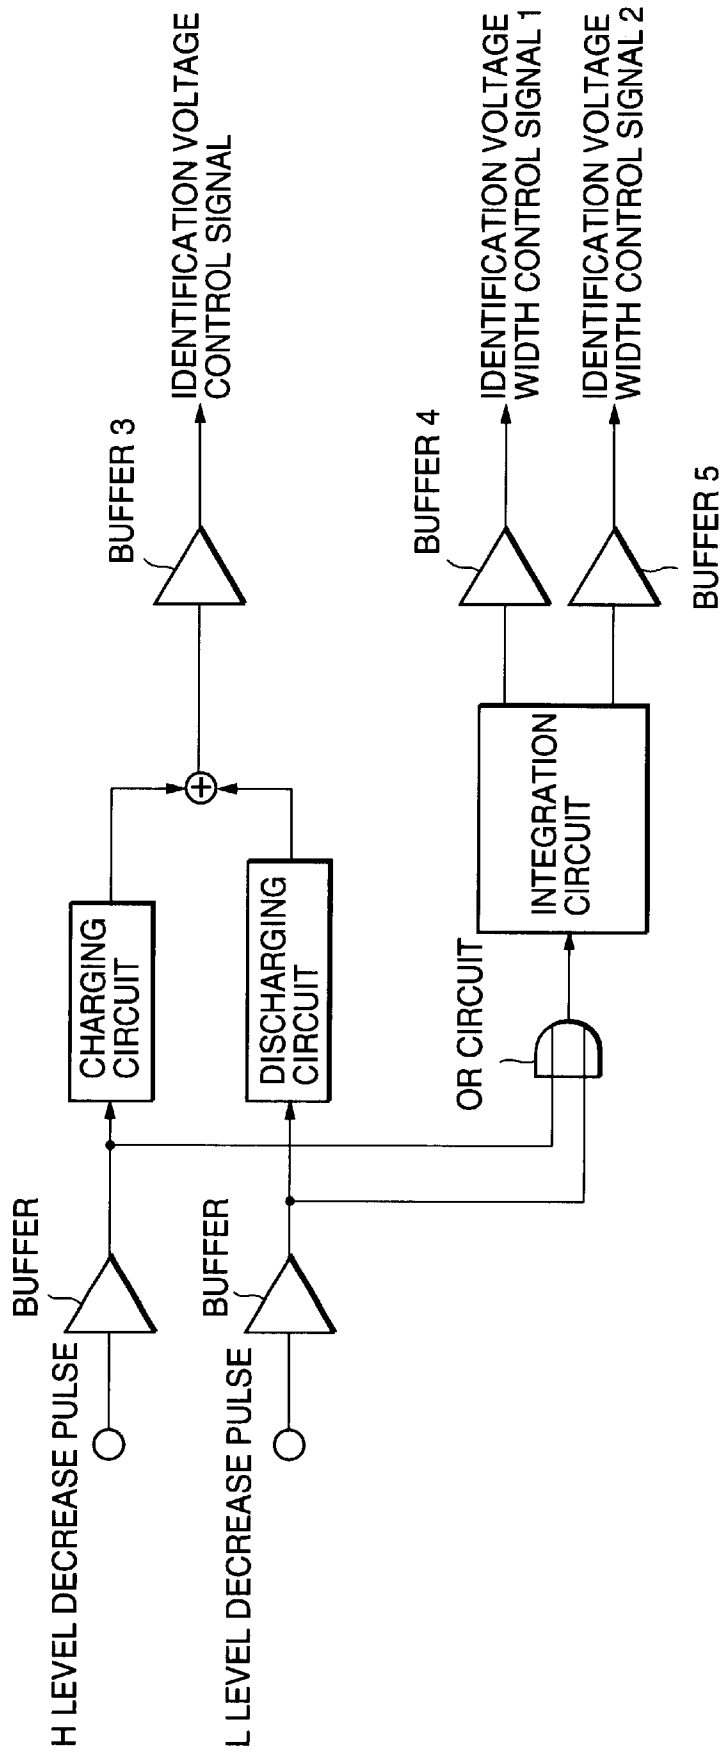 H LEVEL DECREASE PULSE
BUFFER
CHARGING
CIRCUIT
BUFFER 3
IDENTIFICATION VOLTAGE
CONTROL SIGNAL
L LEVEL DECREASE PULSE
BUFFER
DISCHARGING
CIRCUIT
OR CIRCUIT
INTEGRATION
CIRCUIT
BUFFER 4
IDENTIFICATION VOLTAGE
WIDTH CONTROL SIGNAL 1
BUFFER 5
IDENTIFICATION VOLTAGE
WIDTH CONTROL SIGNAL 2